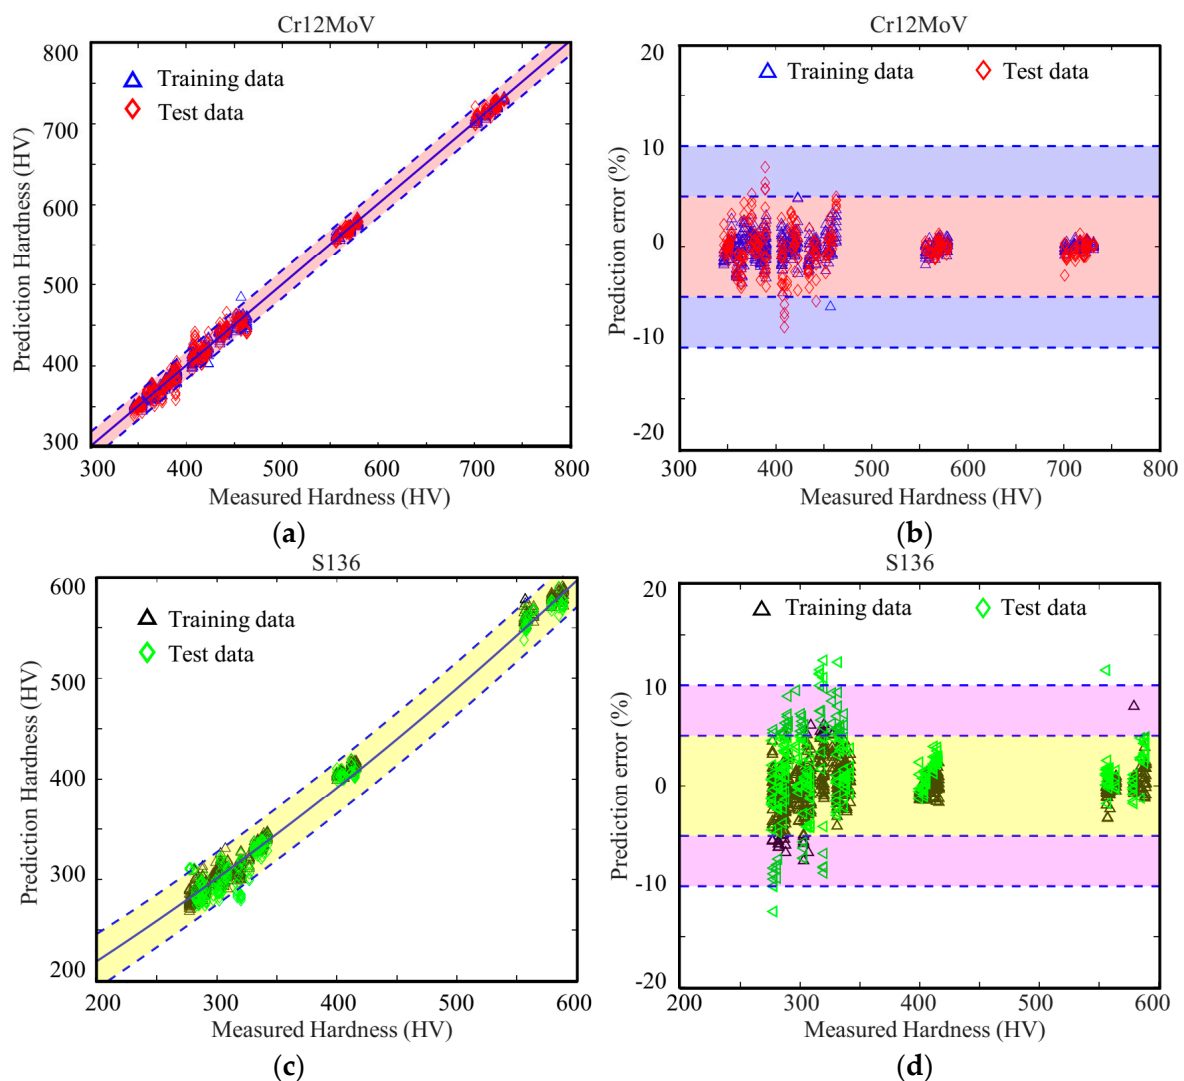 Cr12MoV
800
700
600
500
400
300
Prediction Hardness (HV)
Training data
Test data
300 400 500 600 700 800
Measured Hardness (HV)
(a)
Cr12MoV
20
10
0
-10
-20
Prediction error (%)
Training data Test data
300 400 500 600 700 800
Measured Hardness (HV)
(b)
S136
600
500
400
300
200
Prediction Hardness (HV)
Training data
Test data
200 300 400 500 600
Measured Hardness (HV)
(c)
S136
20
10
0
-10
-20
Prediction error (%)
Training data Test data
200 300 400 500 600
Measured Hardness (HV)
(d)